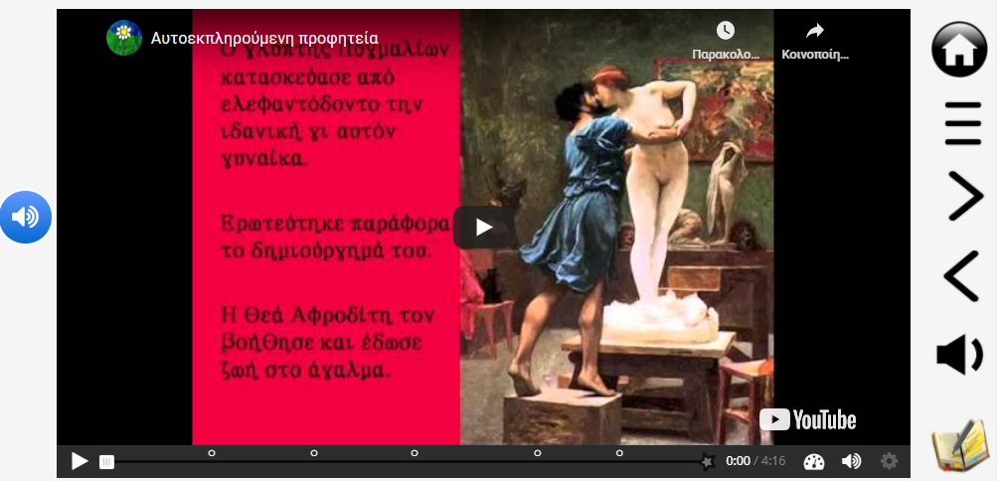 Αυτοεκπληρούμενη προφητεία
Παρακολο...
Κοινοποίη...
Ο γλύπτης Πυγμαλίων
κατασκεύασε από
ελεφαντόδοντο την
ιδανική γι αυτόν
γυναίκα.
Ερωτεύτηκε παράφορα
το δημιούργημά του.
Η Θεά Αφροδίτη τον
βοήθησε και έδωσε
ζωή στο άγαλμα.
YouTube
0:00 / 4:16